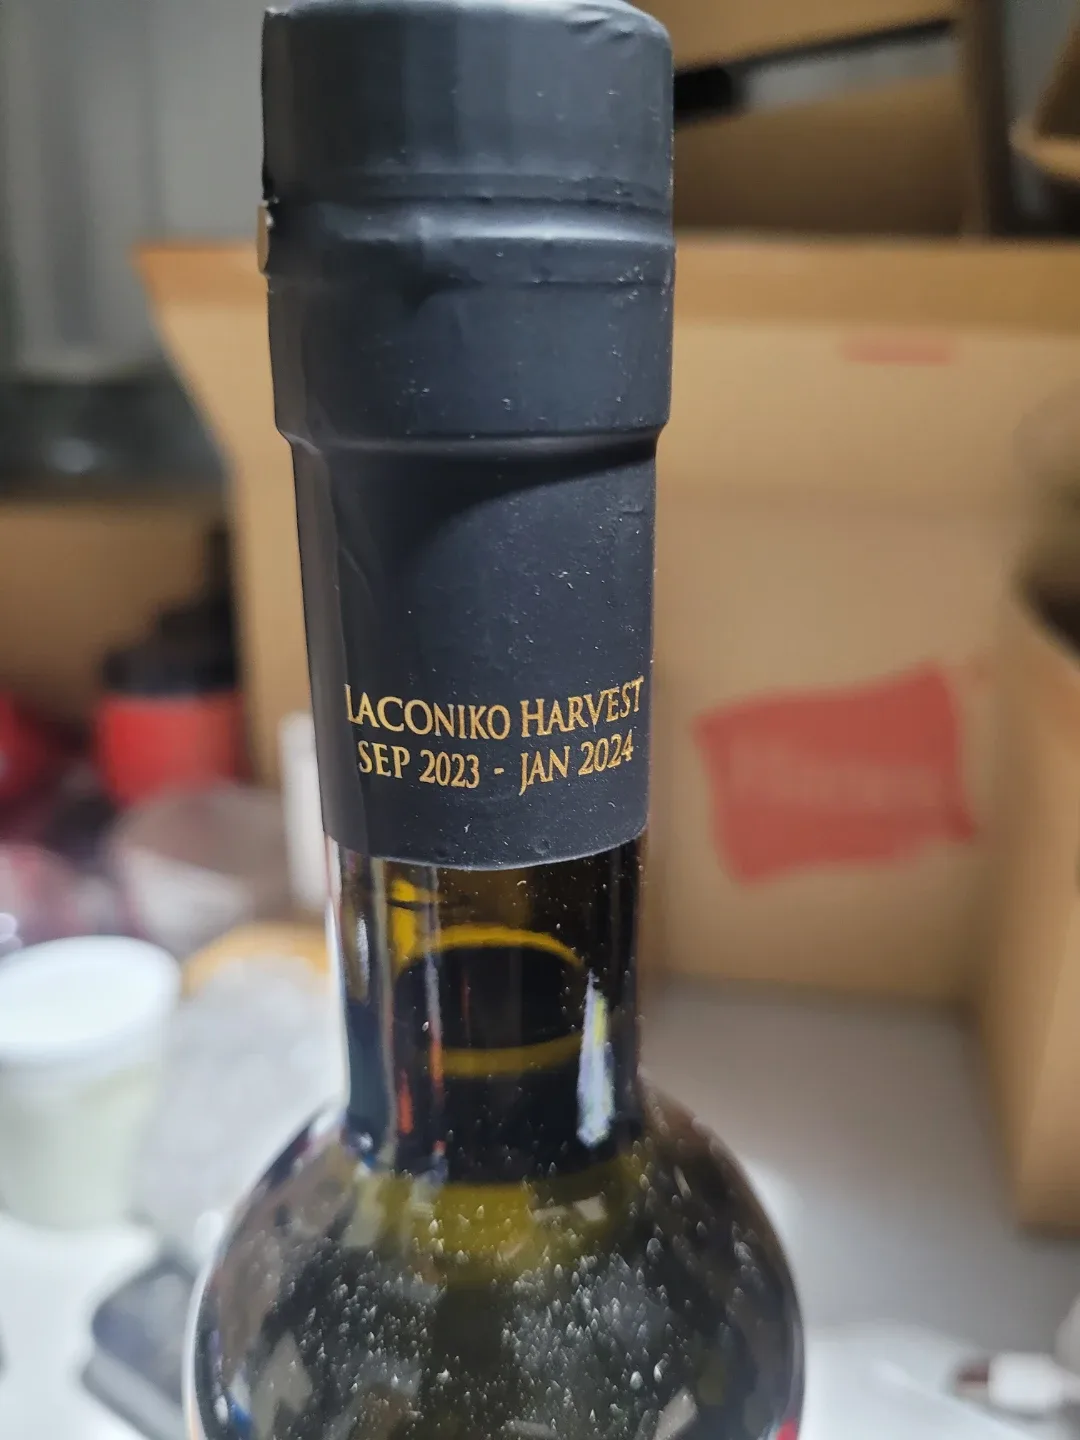 LACONIKO HARVEST
SEP 2023 - JAN 2024